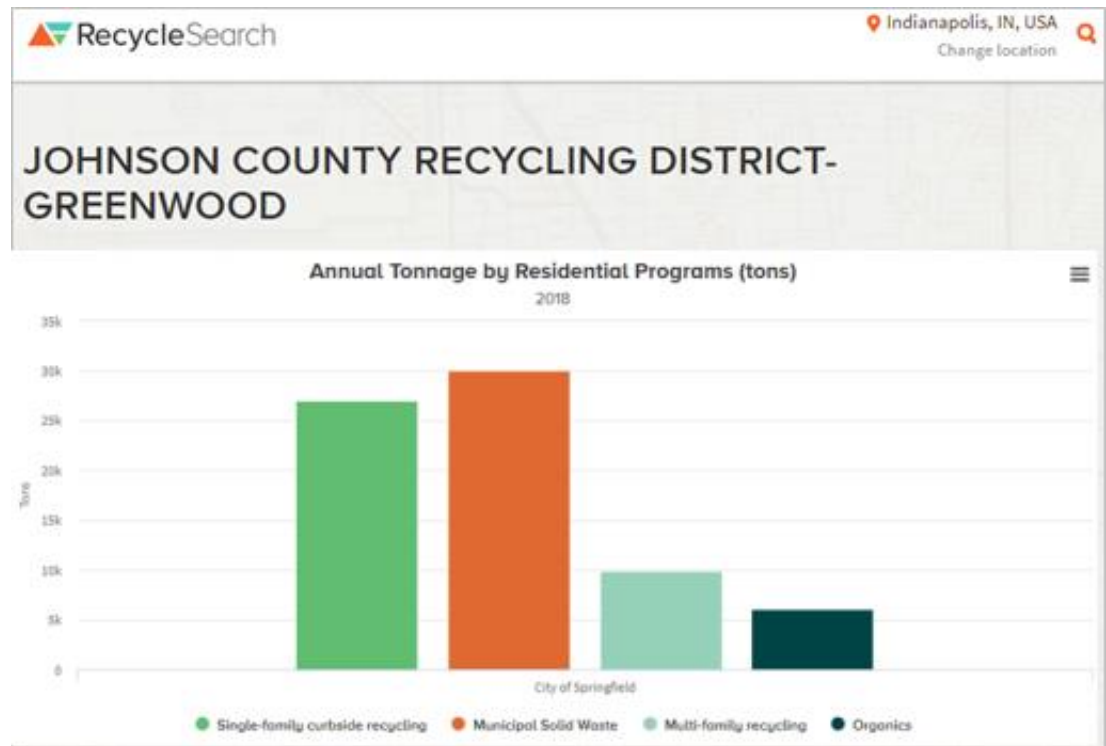 RecycleSearch
Indianapolis, IN, USA
Change location
JOHNSON COUNTY RECYCLING DISTRICT-
GREENWOOD
Annual Tonnage by Residential Programs (tons)
2018
35k
30k
25k
20k
15k
10k
5k
0
Tons
City of Springfield
Single-family curbside recycling Municipal Solid Waste Multi-family recycling Organics